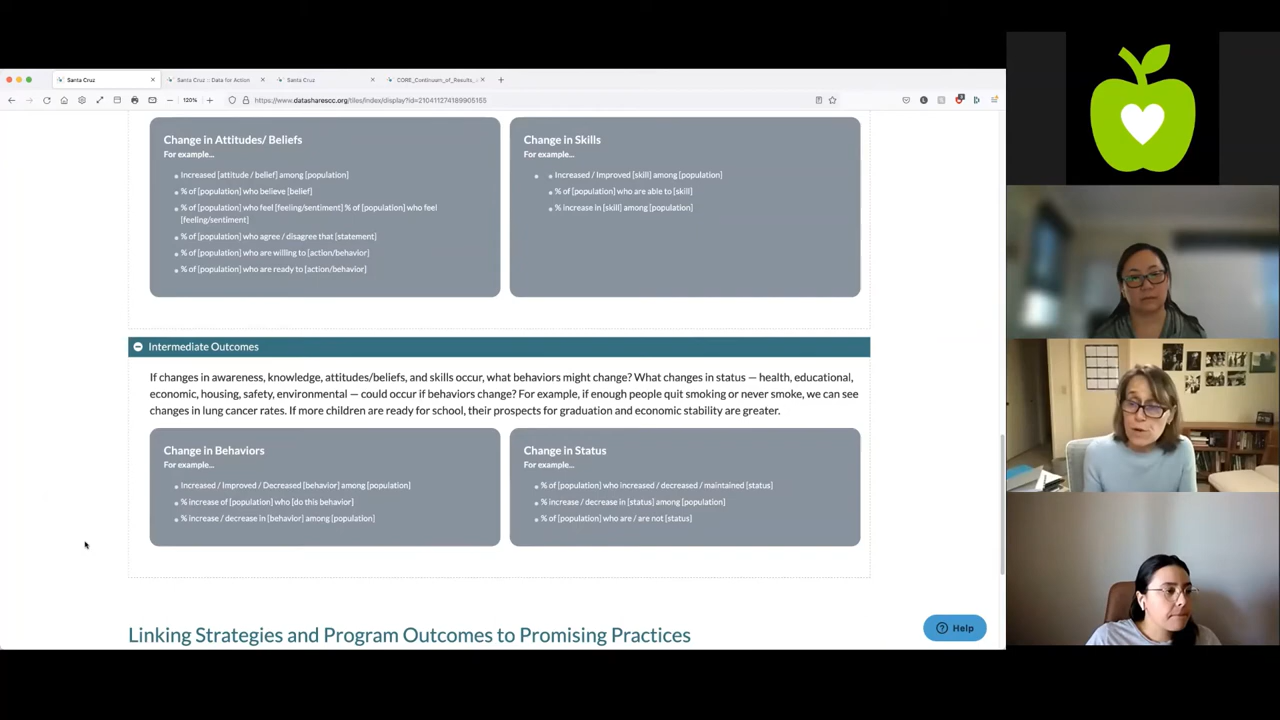 Santa Cruz
Santa Cruz :: Data for Action
Santa Cruz
CORE_Continuum_of_Results_
120%
https://www.datasharescc.org/tiles/index/display?id=210411274189905155
Change in Attitudes/ Beliefs
For example...
Increased [attitude / belief] among [population]
% of [population] who believe [belief]
% of [population] who feel [feeling/sentiment] % of [population] who feel
[feeling/sentiment]
% of [population] who agree / disagree that [statement]
% of [population] who are willing to [action/behavior]
% of [population] who are ready to [action/behavior]
Change in Skills
For example...
Increased / Improved [skill] among [population]
% of [population] who are able to [skill]
% increase in [skill] among [population]
Intermediate Outcomes
If changes in awareness, knowledge, attitudes/beliefs, and skills occur, what behaviors might change? What changes in status — health, educational,
economic, housing, safety, environmental — could occur if behaviors change? For example, if enough people quit smoking or never smoke, we can see
changes in lung cancer rates. If more children are ready for school, their prospects for graduation and economic stability are greater.
Change in Behaviors
For example...
Increased / Improved / Decreased [behavior] among [population]
% increase of [population] who [do this behavior]
% increase / decrease in [behavior] among [population]
Change in Status
For example...
% of [population] who increased / decreased / maintained [status]
% increase / decrease in [status] among [population]
% of [population] who are / are not [status]
Linking Strategies and Program Outcomes to Promising Practices
Help